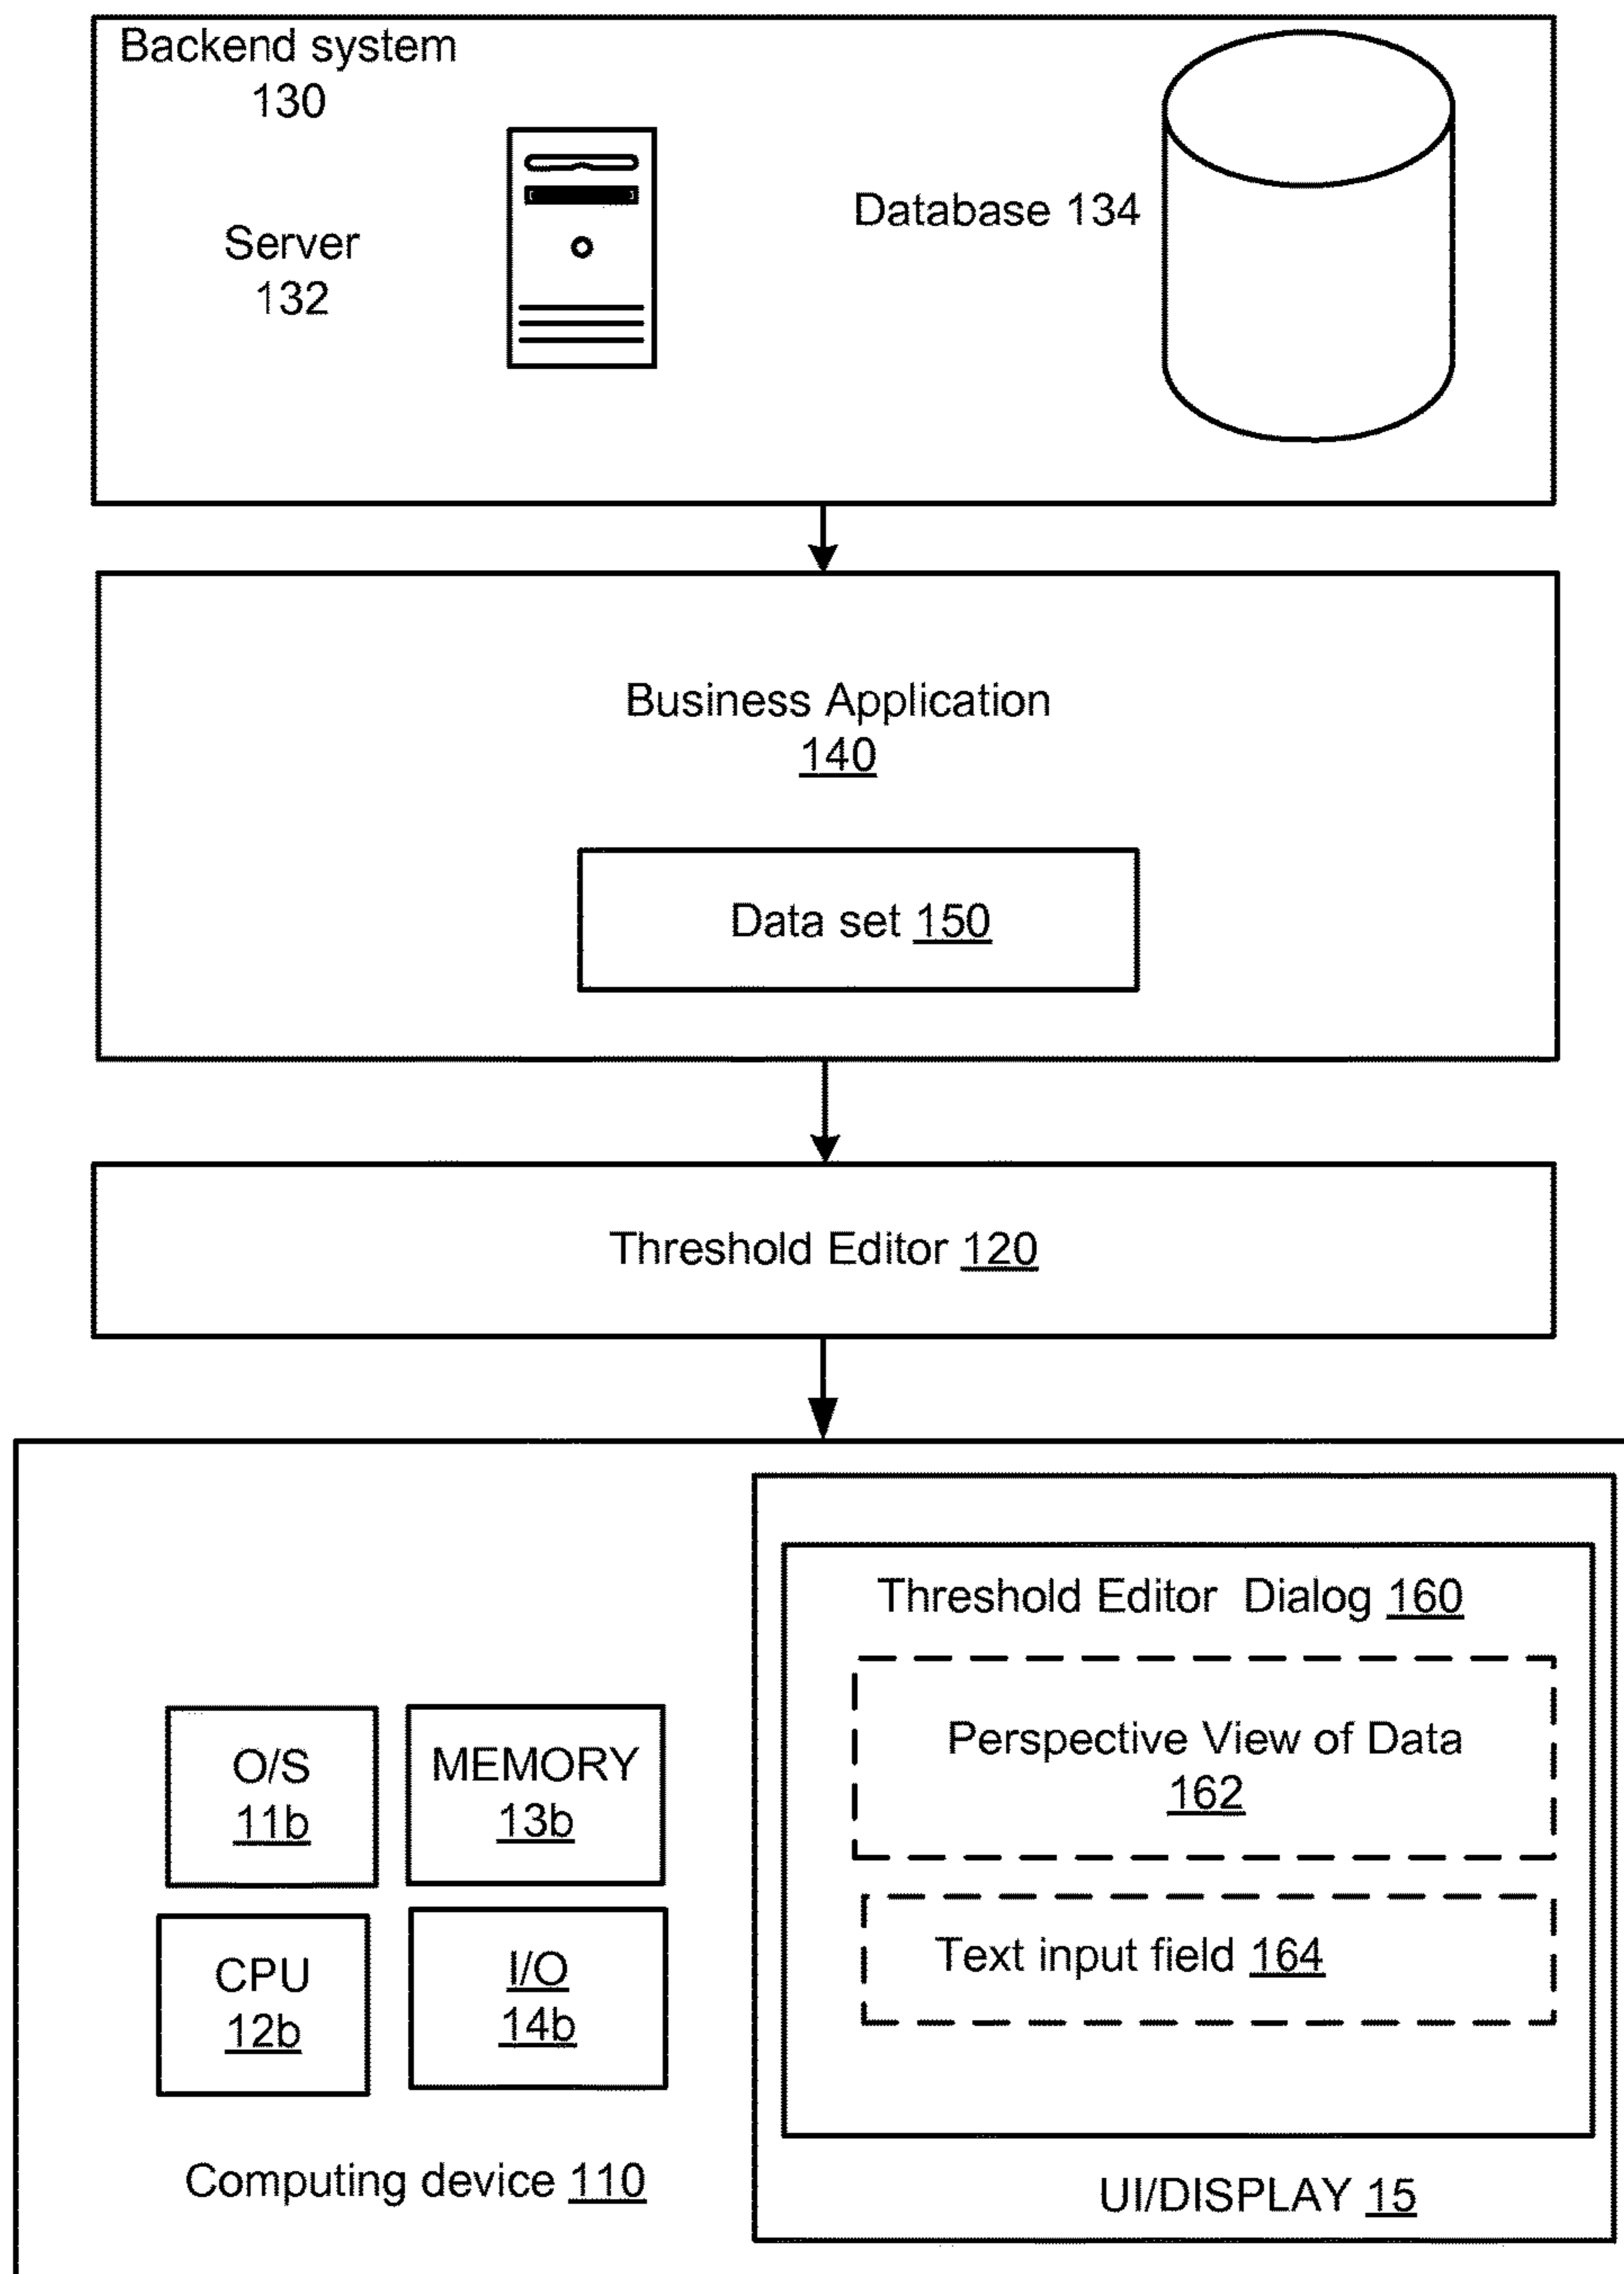 Backend system
130
Server
132
Database 134
Business Application
140
Data set 150
Threshold Editor 120
Threshold Editor Dialog 160
Perspective View of Data
162
Text input field 164
O/S
11b
MEMORY
13b
CPU
12b
I/O
14b
Computing device 110
UI/DISPLAY 15